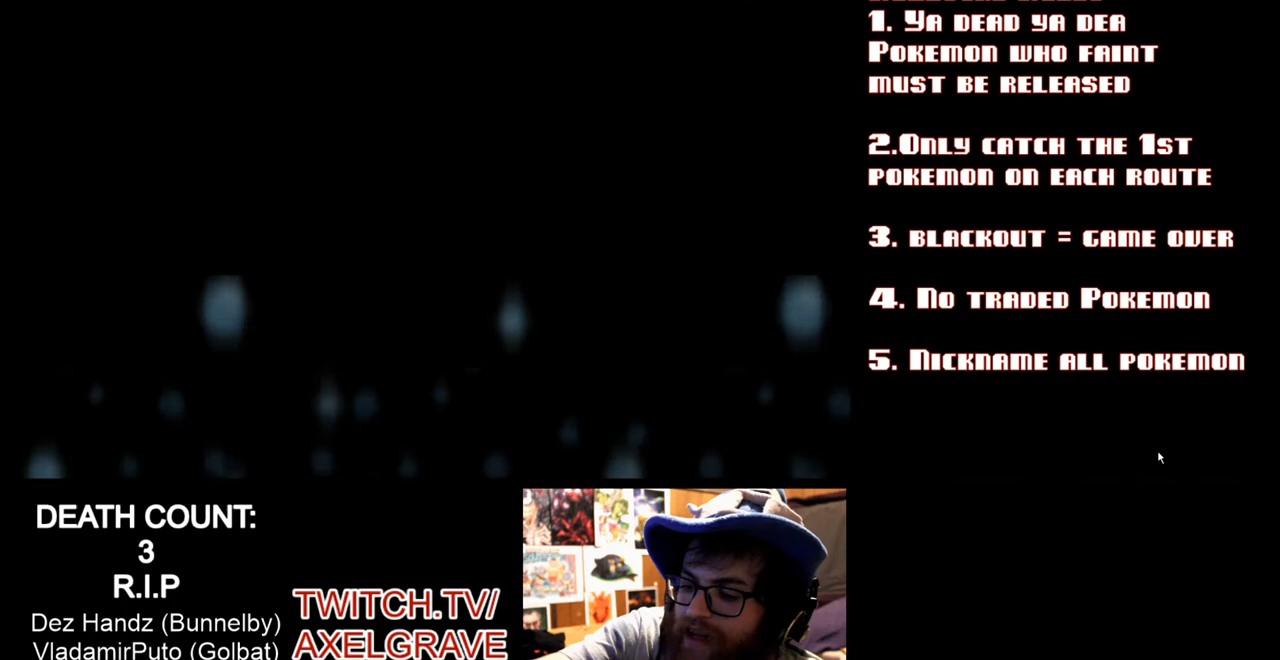 1. Ya dead ya dea
Pokemon who faint
must be released
2.Only catch the 1st
pokemon on each route
3. blackout = game over
4. No traded Pokemon
5. Nickname all pokemon
DEATH COUNT:
3
R.I.P
Dez Handz (Bunnelby)
VladamirPuto (Golbat)
TWITCH.TV/
AXELGRAVE